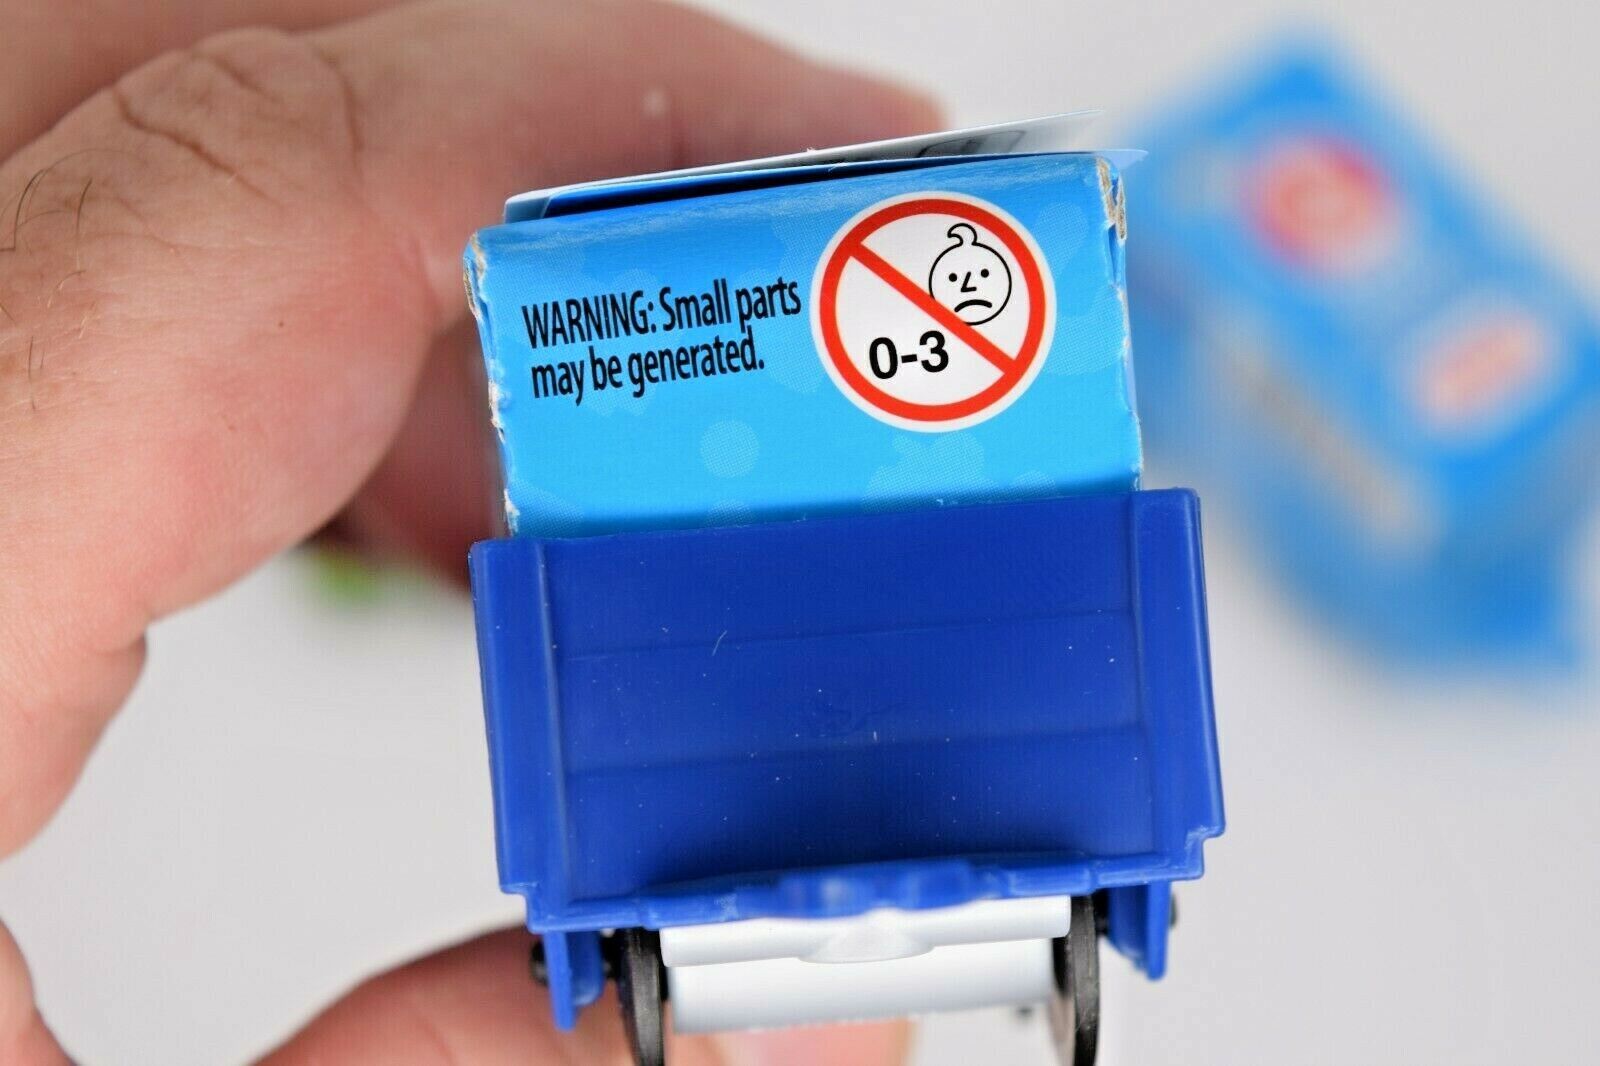 WARNING: Small parts
may be generated.
0-3